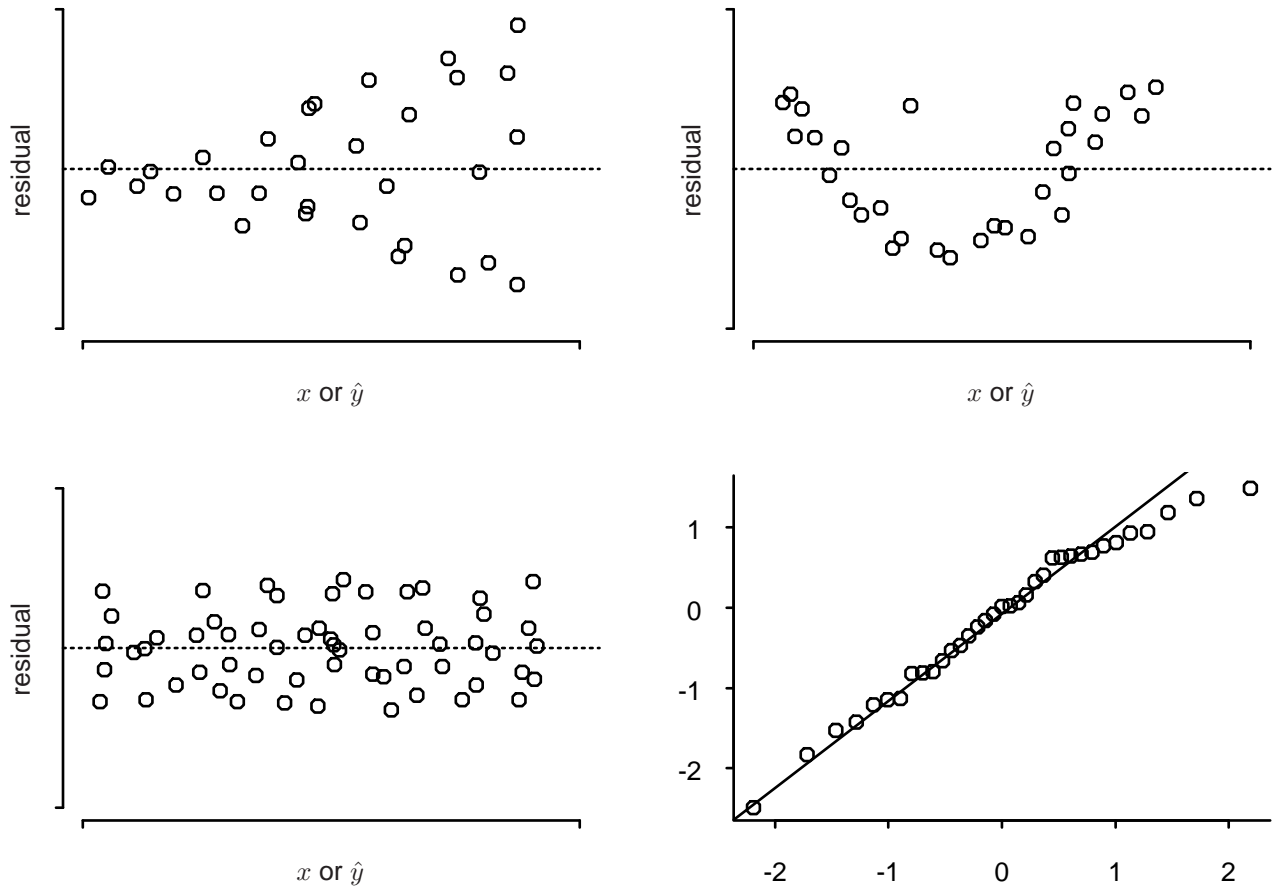 residual
x or ŷ
residual
x or ŷ
residual
x or ŷ
1
0
-1
-2
-2 -1 0 1 2